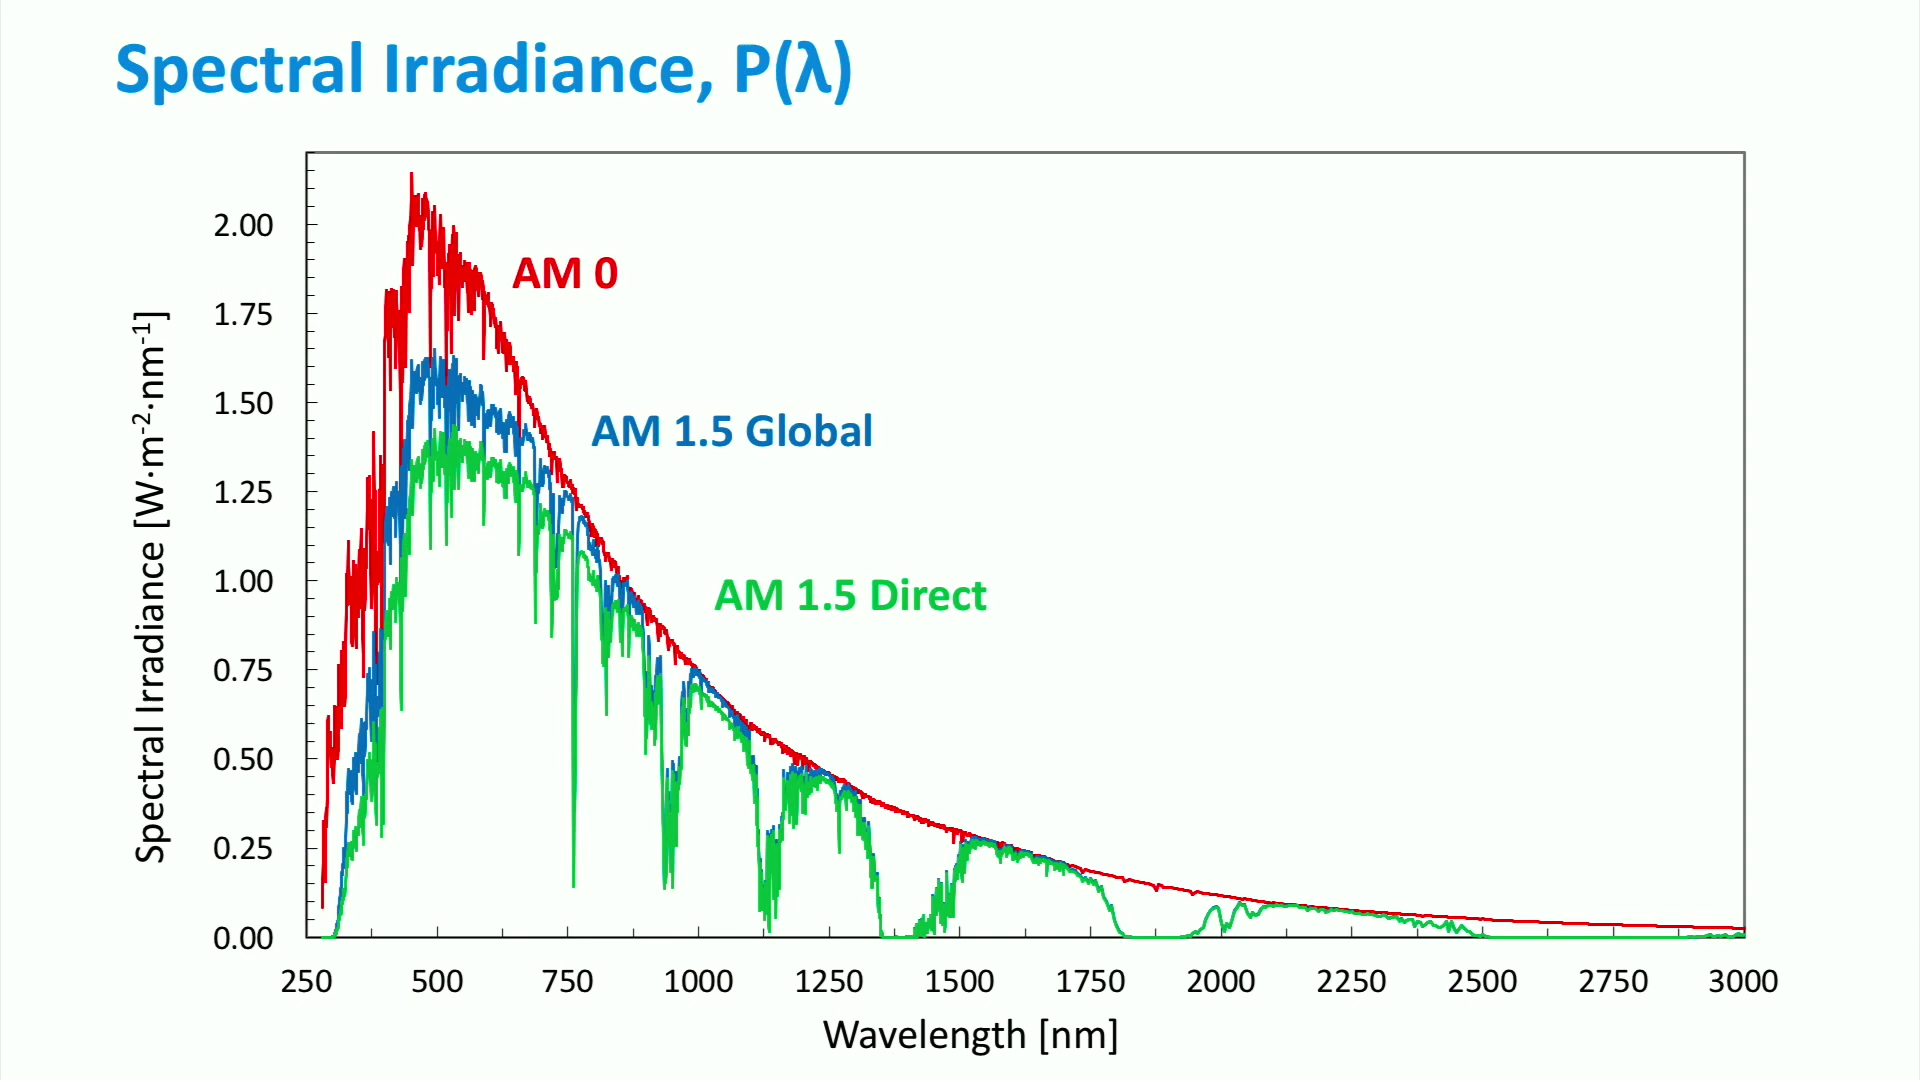 Spectral Irradiance, P(λ)
Spectral Irradiance [W·m⁻²·nm⁻¹]
2.00
1.75
1.50
1.25
1.00
0.75
0.50
0.25
0.00
AM 0
AM 1.5 Global
AM 1.5 Direct
250 500 750 1000 1250 1500 1750 2000 2250 2500 2750 3000
Wavelength [nm]